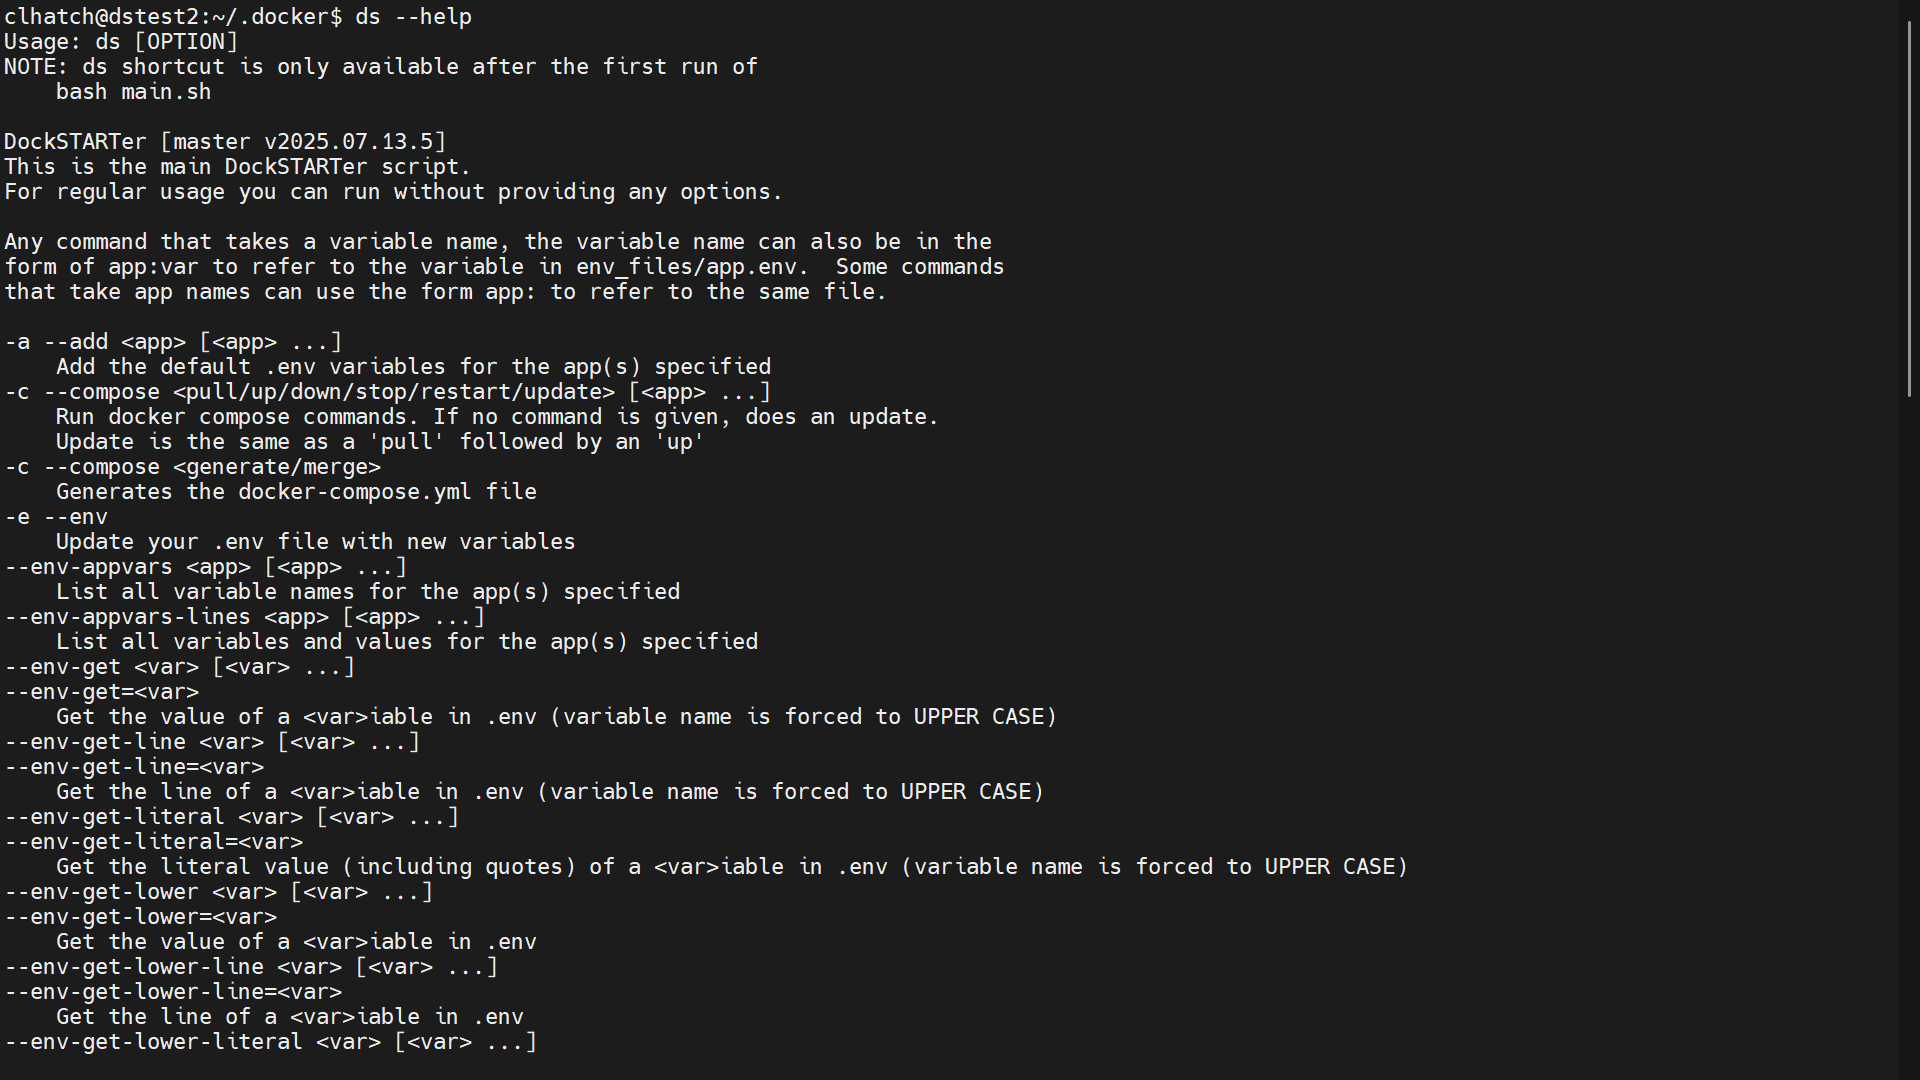 clhatch@dstest2:~/.docker$ ds --help
Usage: ds [OPTION]
NOTE: ds shortcut is only available after the first run of
    bash main.sh

DockSTARTer [master v2025.07.13.5]
This is the main DockSTARTer script.
For regular usage you can run without providing any options.

Any command that takes a variable name, the variable name can also be in the
form of app:var to refer to the variable in env_files/app.env.  Some commands
that take app names can use the form app: to refer to the same file.

-a --add <app> [<app> ...]
    Add the default .env variables for the app(s) specified
-c --compose <pull/up/down/stop/restart/update> [<app> ...]
    Run docker compose commands. If no command is given, does an update.
    Update is the same as a 'pull' followed by an 'up'
-c --compose <generate/merge>
    Generates the docker-compose.yml file
-e --env
    Update your .env file with new variables
--env-appvars <app> [<app> ...]
    List all variable names for the app(s) specified
--env-appvars-lines <app> [<app> ...]
    List all variables and values for the app(s) specified
--env-get <var> [<var> ...]
--env-get=<var>
    Get the value of a <var>iable in .env (variable name is forced to UPPER CASE)
--env-get-line <var> [<var> ...]
--env-get-line=<var>
    Get the line of a <var>iable in .env (variable name is forced to UPPER CASE)
--env-get-literal <var> [<var> ...]
--env-get-literal=<var>
    Get the literal value (including quotes) of a <var>iable in .env (variable name is forced to UPPER CASE)
--env-get-lower <var> [<var> ...]
--env-get-lower=<var>
    Get the value of a <var>iable in .env
--env-get-lower-line <var> [<var> ...]
--env-get-lower-line=<var>
    Get the line of a <var>iable in .env
--env-get-lower-literal <var> [<var> ...]